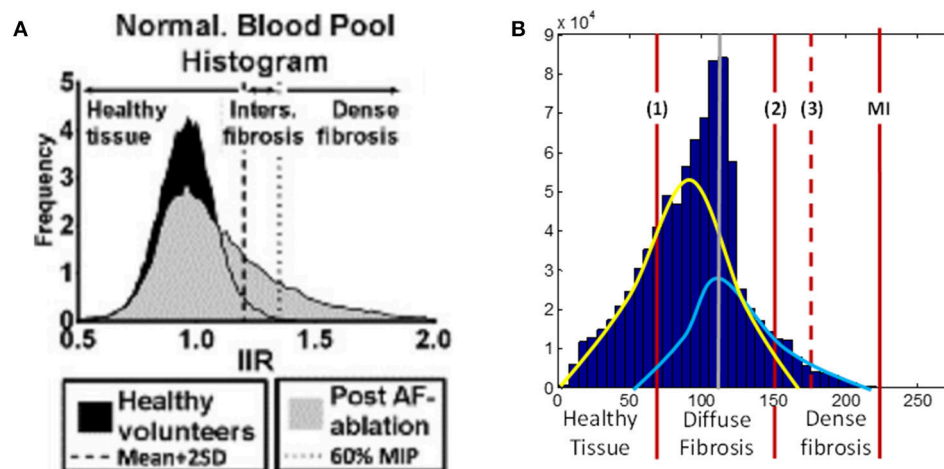 A
Normal. Blood Pool
Histogram
Healthy
tissue
Inters.
fibrosis
Dense
fibrosis
Frequency
5
4
3
2
1
0
0.5
1.0
1.5
2.0
IIR
Healthy
volunteers
Mean+2SD
Post AF-
ablation
60% MIP
B
× 10⁴
9
8
7
6
5
4
3
2
1
0
(1)
(2)
(3)
MI
0
50
100
150
200
250
Healthy
Tissue
Diffuse
Fibrosis
Dense
fibrosis